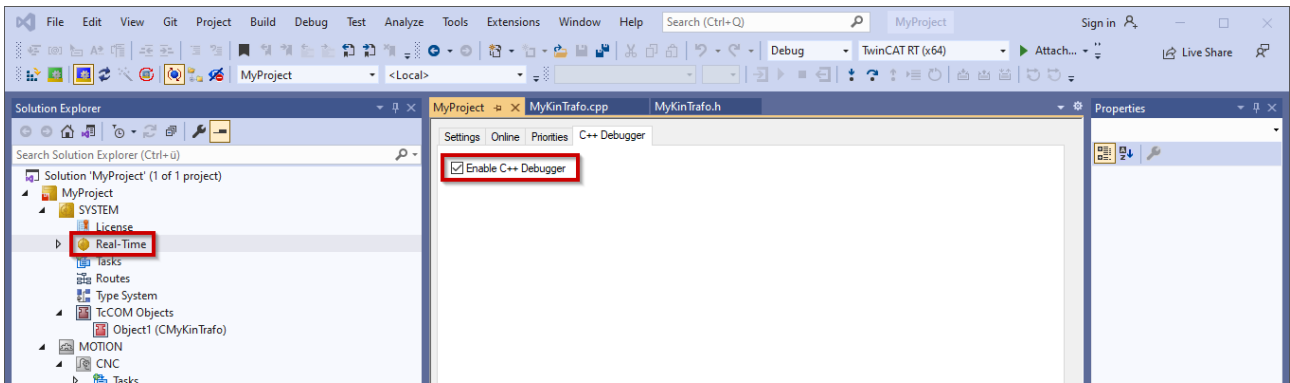 File Edit View Git Project Build Debug Test Analyze Tools Extensions Window Help Search (Ctrl+Q) MyProject Sign in
Debug TwinCAT RT (x64) Attach... Live Share
MyProject <Local>
Solution Explorer
Search Solution Explorer (Ctrl+ü)
Solution 'MyProject' (1 of 1 project)
MyProject
SYSTEM
License
Real-Time
Tasks
Routes
Type System
TcCOM Objects
Object1 (CMyKinTrafo)
MOTION
CNC
Tasks
MyProject MyKinTrafo.cpp MyKinTrafo.h
Settings Online Priorities C++ Debugger
Enable C++ Debugger
Properties